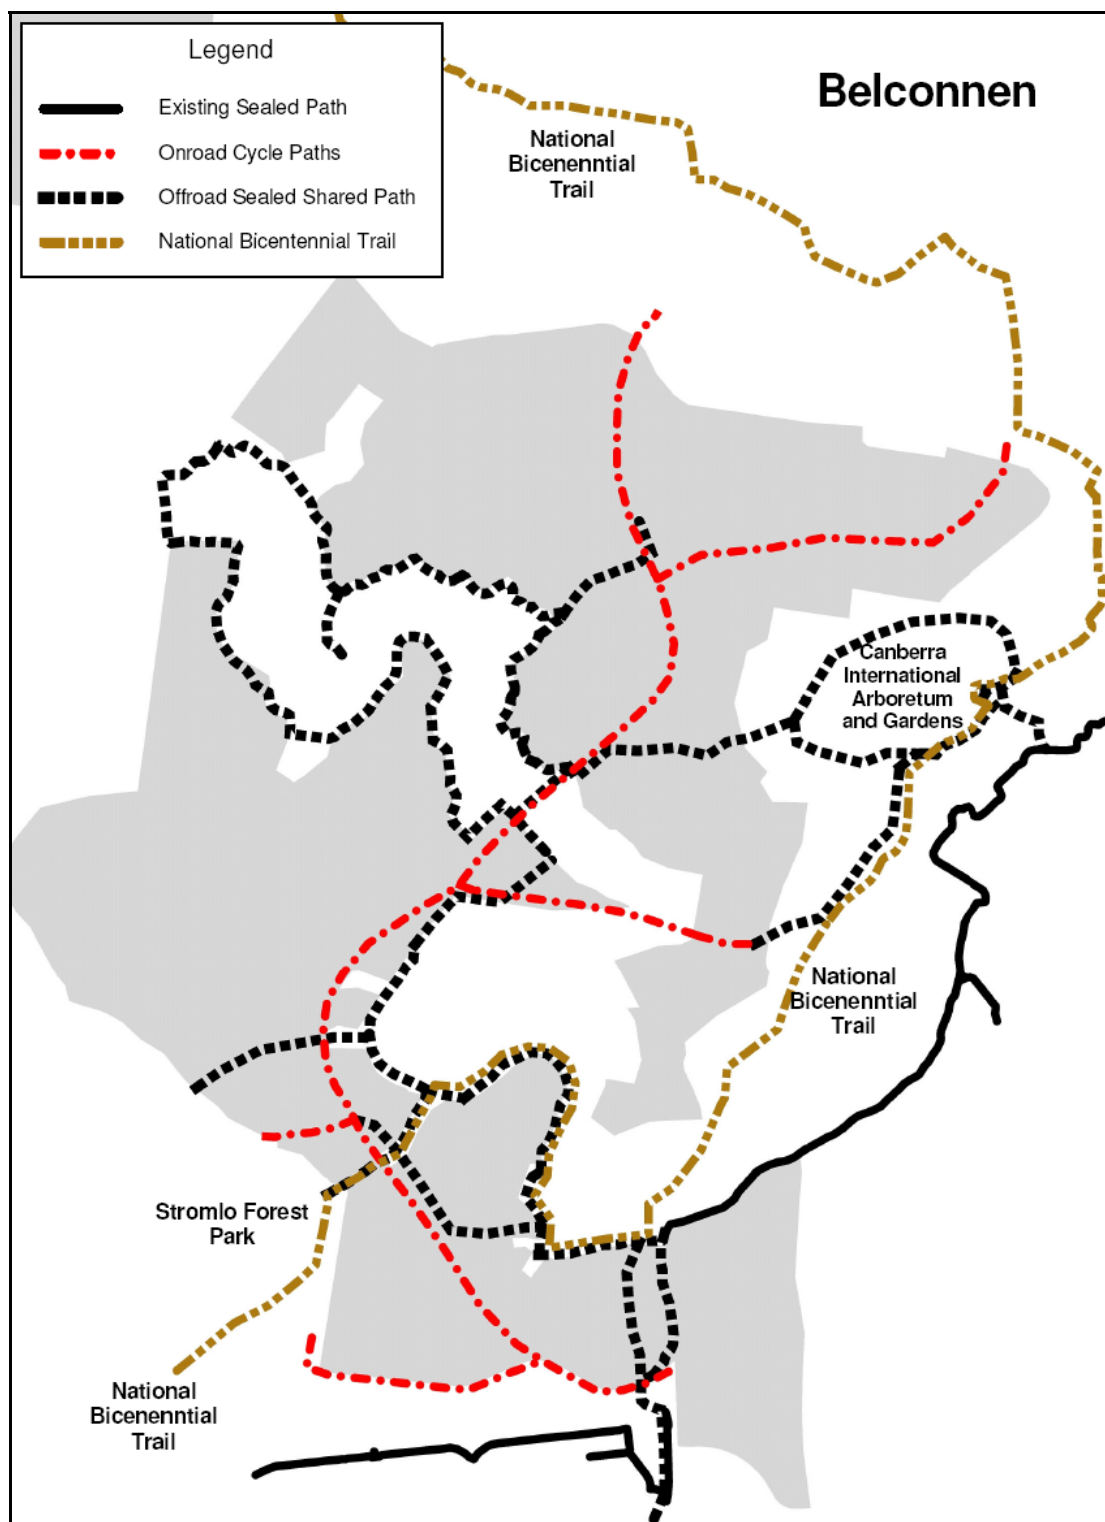 Legend
Existing Sealed Path
Onroad Cycle Paths
Offroad Sealed Shared Path
National Bicentennial Trail
Belconnen
National
Bicenenntial
Trail
Canberra
International
Arboretum
and Gardens
National
Bicenenntial
Trail
Stromlo Forest
Park
National
Bicenenntial
Trail